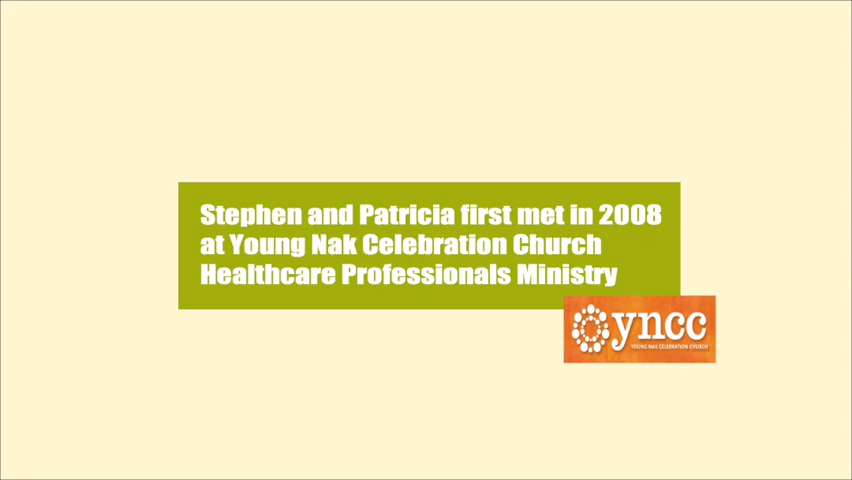 Stephen and Patricia first met in 2008
at Young Nak Celebration Church
Healthcare Professionals Ministry
yncc
YOUNG NAK CELEBRATION CHURCH